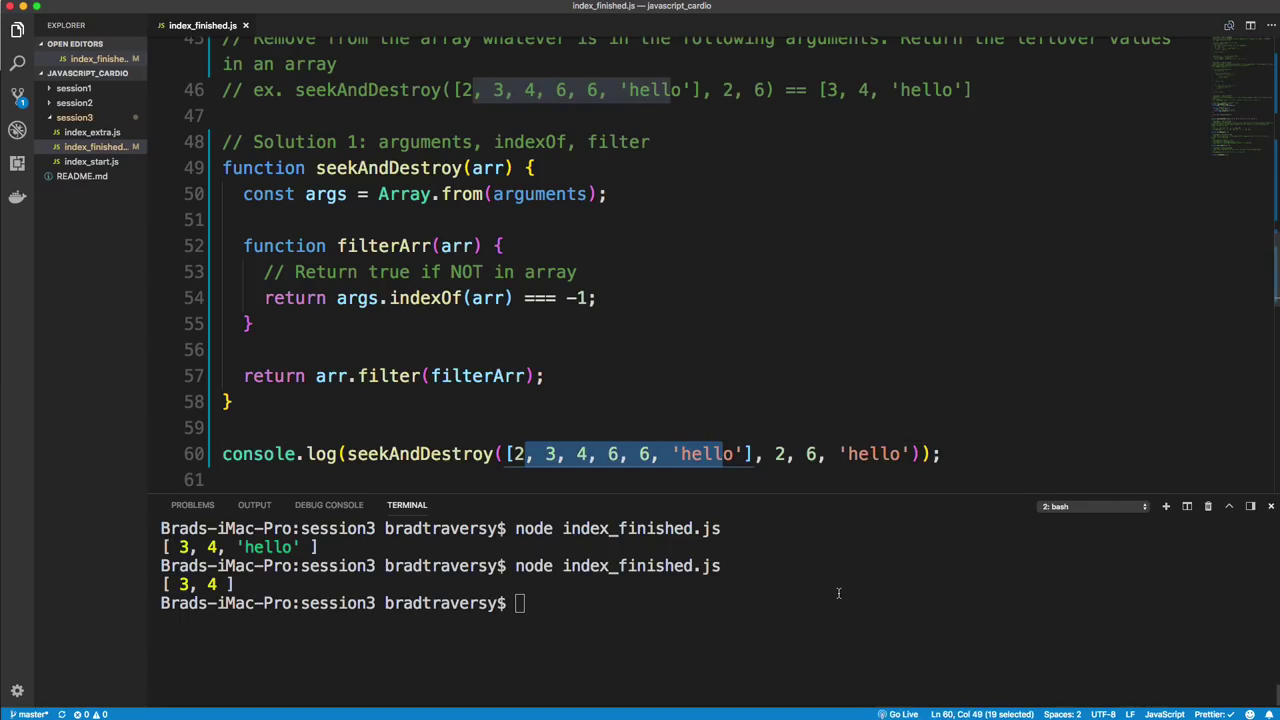 index_finished.js — javascript_cardio
EXPLORER
index_finished.js ×
OPEN EDITORS
index_finishe..
M
JAVASCRIPT_CARDIO
session1
session2
session3
index_extra.js
index_finished...
M
index_start.js
README.md
1
45 // Remove from the array whatever is in the following arguments. Return the leftover values
in an array
46 // ex. seekAndDestroy([2, 3, 4, 6, 6, 'hello'], 2, 6) == [3, 4, 'hello']
47
48 // Solution 1: arguments, indexOf, filter
49 function seekAndDestroy(arr) {
50 const args = Array.from(arguments);
51
52 function filterArr(arr) {
53 // Return true if NOT in array
54 return args.indexOf(arr) === -1;
55 }
56
57 return arr.filter(filterArr);
58 }
59
60 console.log(seekAndDestroy([2, 3, 4, 6, 6, 'hello'], 2, 6, 'hello'));
61
PROBLEMS OUTPUT DEBUG CONSOLE TERMINAL
2: bash
Brads-iMac-Pro:session3 bradtraversy$ node index_finished.js
[ 3, 4, 'hello' ]
Brads-iMac-Pro:session3 bradtraversy$ node index_finished.js
[ 3, 4 ]
Brads-iMac-Pro:session3 bradtraversy$
master* 0 0 Go Live Ln 60, Col 49 (19 selected) Spaces: 2 UTF-8 LF JavaScript Prettier: ✓